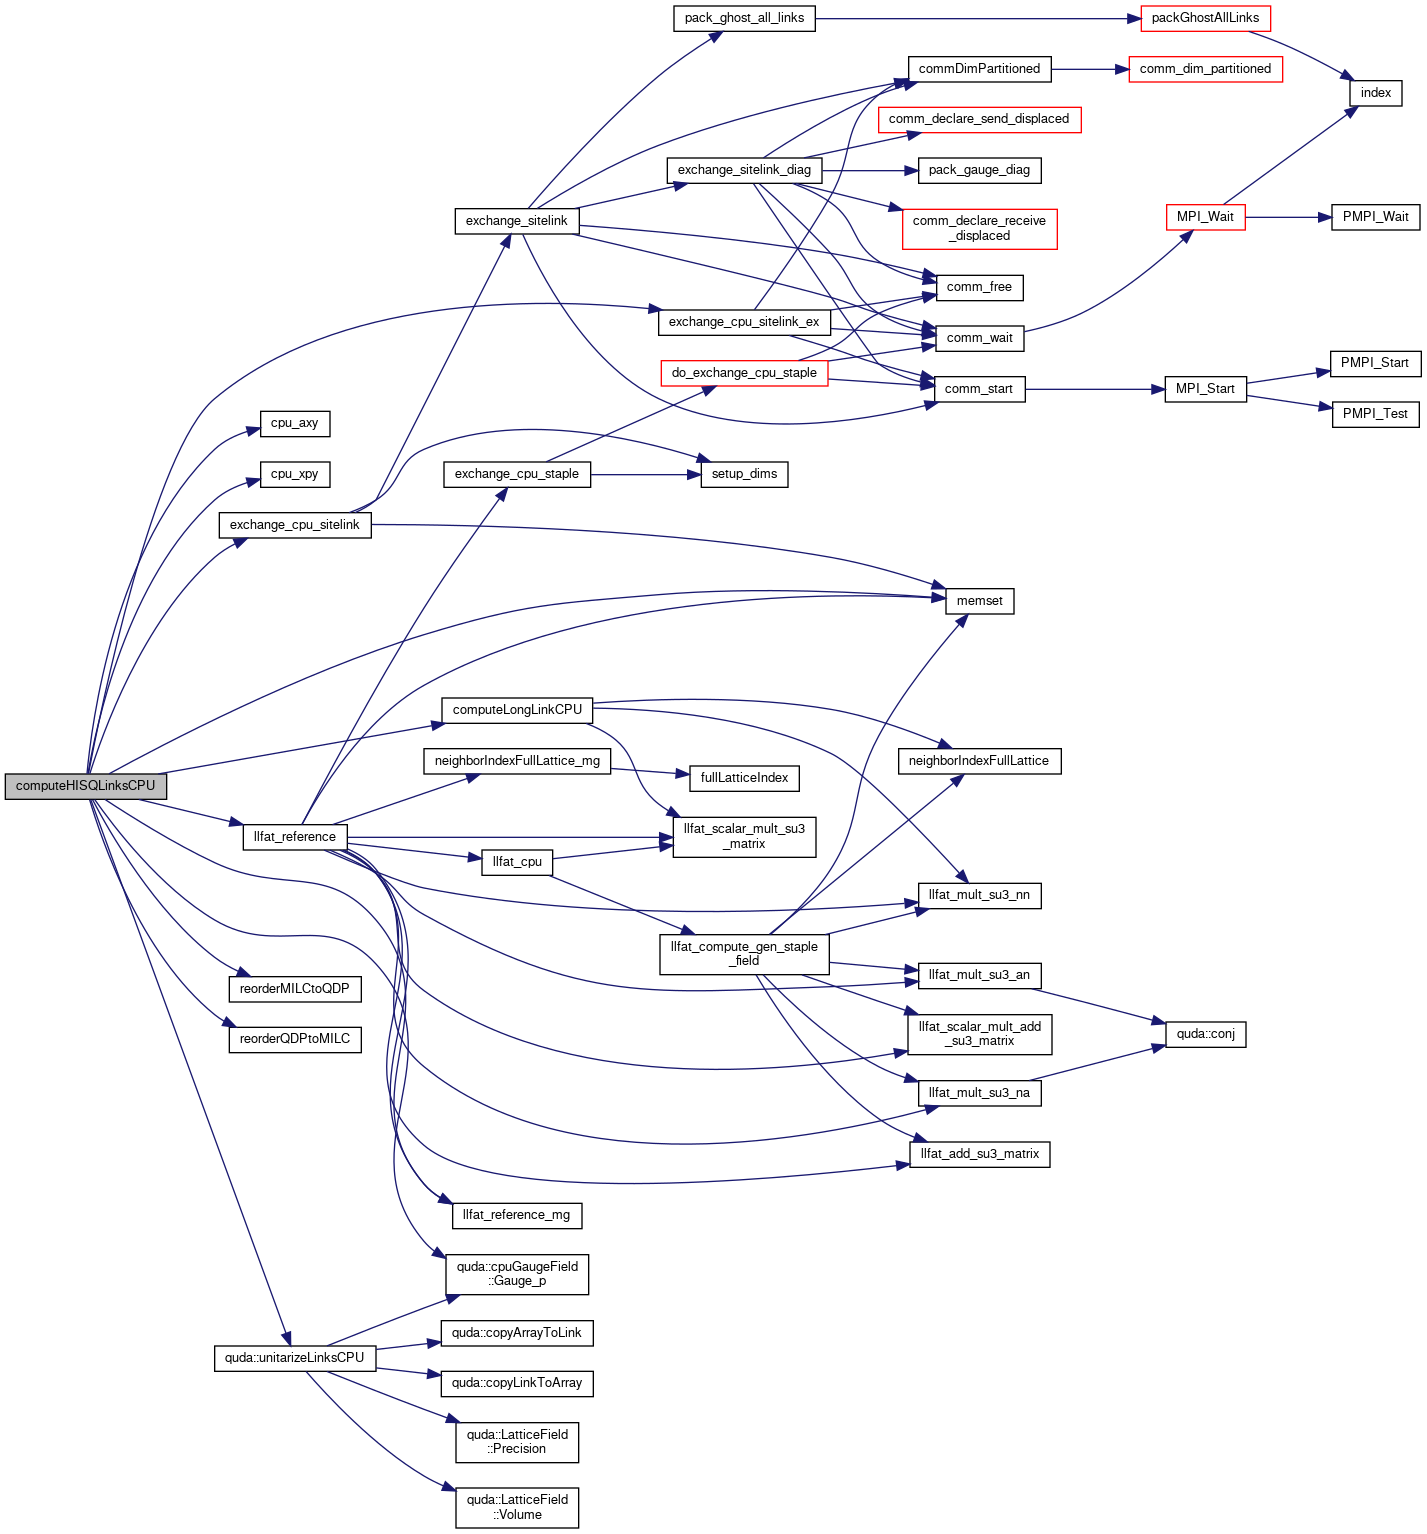 pack_ghost_all_links
packGhostAllLinks
commDimPartitioned
comm_dim_partitioned
index
comm_declare_send_displaced
exchange_sitelink_diag
pack_gauge_diag
exchange_sitelink
comm_declare_receive
_displaced
MPI_Wait
PMPI_Wait
comm_free
exchange_cpu_sitelink_ex
comm_wait
do_exchange_cpu_staple
comm_start
MPI_Start
PMPI_Start
PMPI_Test
cpu_axy
cpu_xpy
exchange_cpu_staple
setup_dims
exchange_cpu_sitelink
memset
computeLongLinkCPU
neighborIndexFullLattice_mg
fullLatticeIndex
neighborIndexFullLattice
computeHISQLinksCPU
llfat_reference
llfat_scalar_mult_su3
_matrix
llfat_cpu
llfat_mult_su3_nn
llfat_compute_gen_staple
_field
llfat_mult_su3_an
reorderMILCtoQDP
llfat_scalar_mult_add
_su3_matrix
quda::conj
reorderQDPtoMILC
llfat_mult_su3_na
llfat_add_su3_matrix
llfat_reference_mg
quda::cpuGaugeField
::Gauge_p
quda::copyArrayToLink
quda::unitarizeLinksCPU
quda::copyLinkToArray
quda::LatticeField
::Precision
quda::LatticeField
::Volume